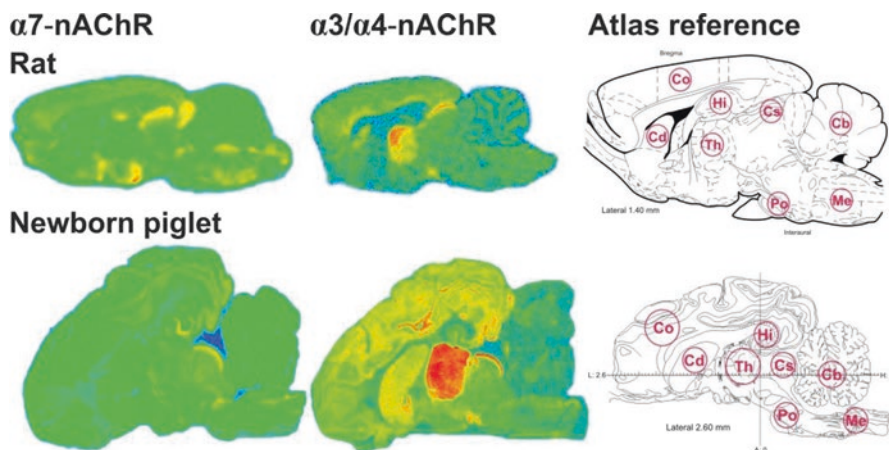 α7-nAChR
α3/α4-nAChR
Atlas reference
Rat
Bregma
Co
Hi
Cs
Cb
Cd
Th
Po
Me
Lateral 1.40 mm
Interaural
Newborn piglet
Co
Hi
Cd
Th
Cs
Cb
L: 2.6
H:
Po
Me
Lateral 2.60 mm